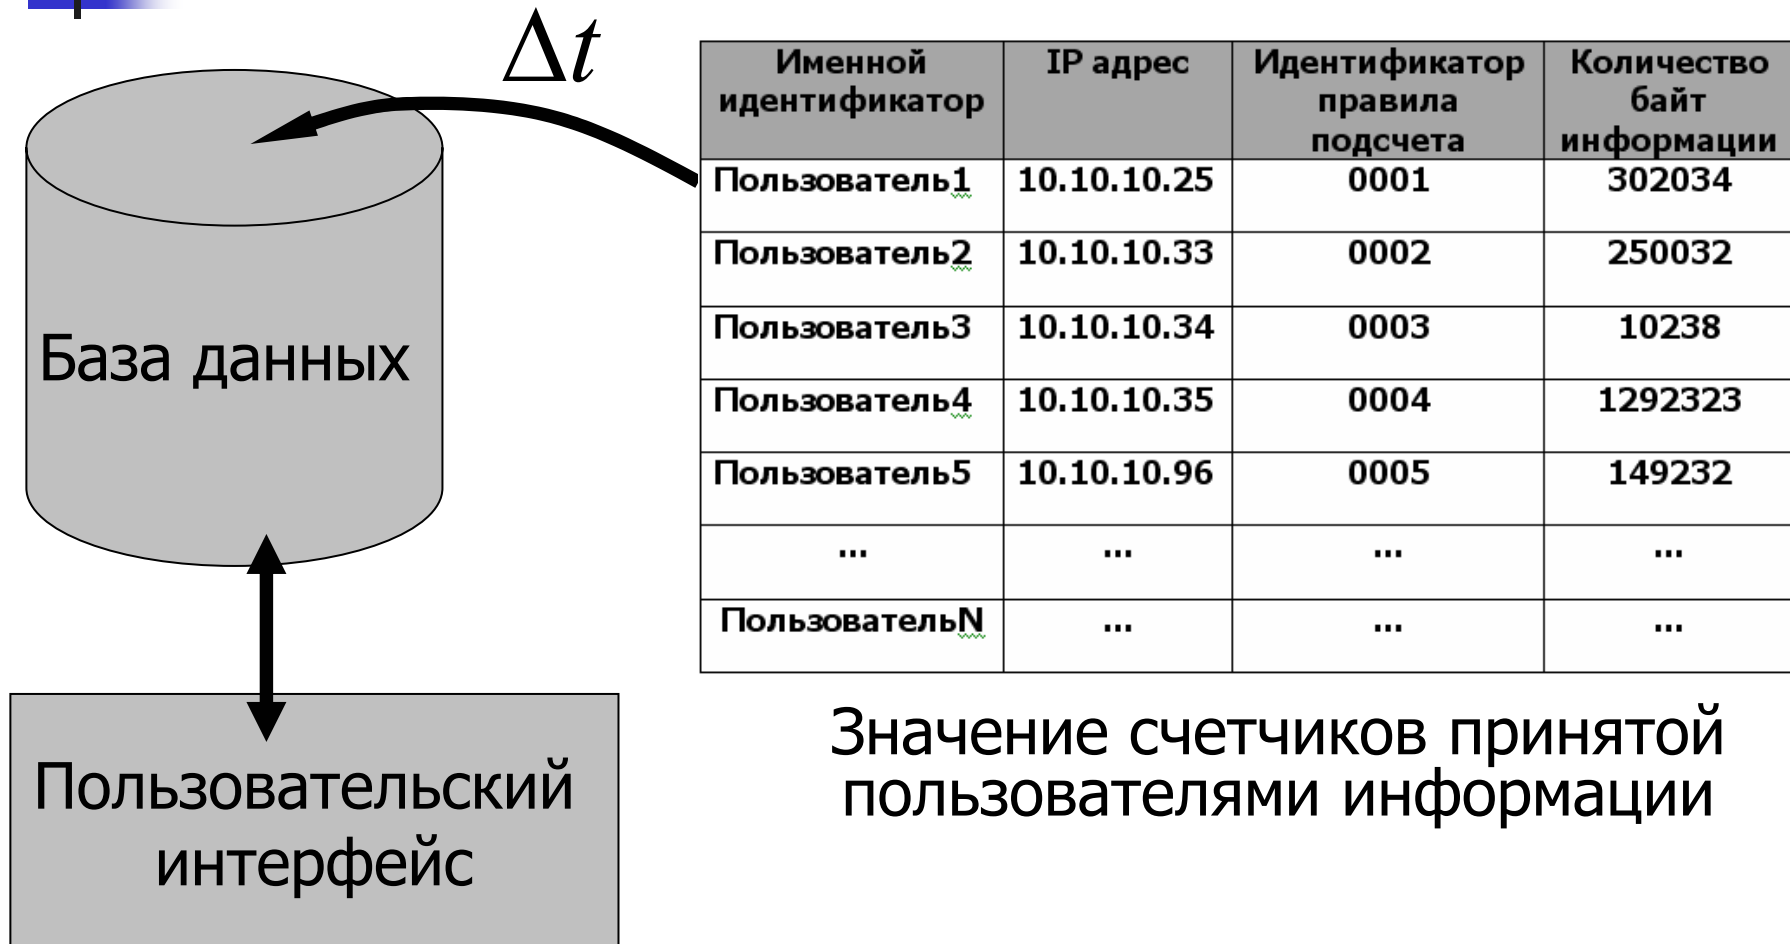 Δt
База данных
Пользовательский
интерфейс
Именной идентификатор | IP адрес | Идентификатор правила подсчета | Количество байт информации
Пользователь1 | 10.10.10.25 | 0001 | 302034
Пользователь2 | 10.10.10.33 | 0002 | 250032
Пользователь3 | 10.10.10.34 | 0003 | 10238
Пользователь4 | 10.10.10.35 | 0004 | 1292323
Пользователь5 | 10.10.10.96 | 0005 | 149232
... | ... | ... | ...
ПользовательN | ... | ... | ...
Значение счетчиков принятой
пользователями информации